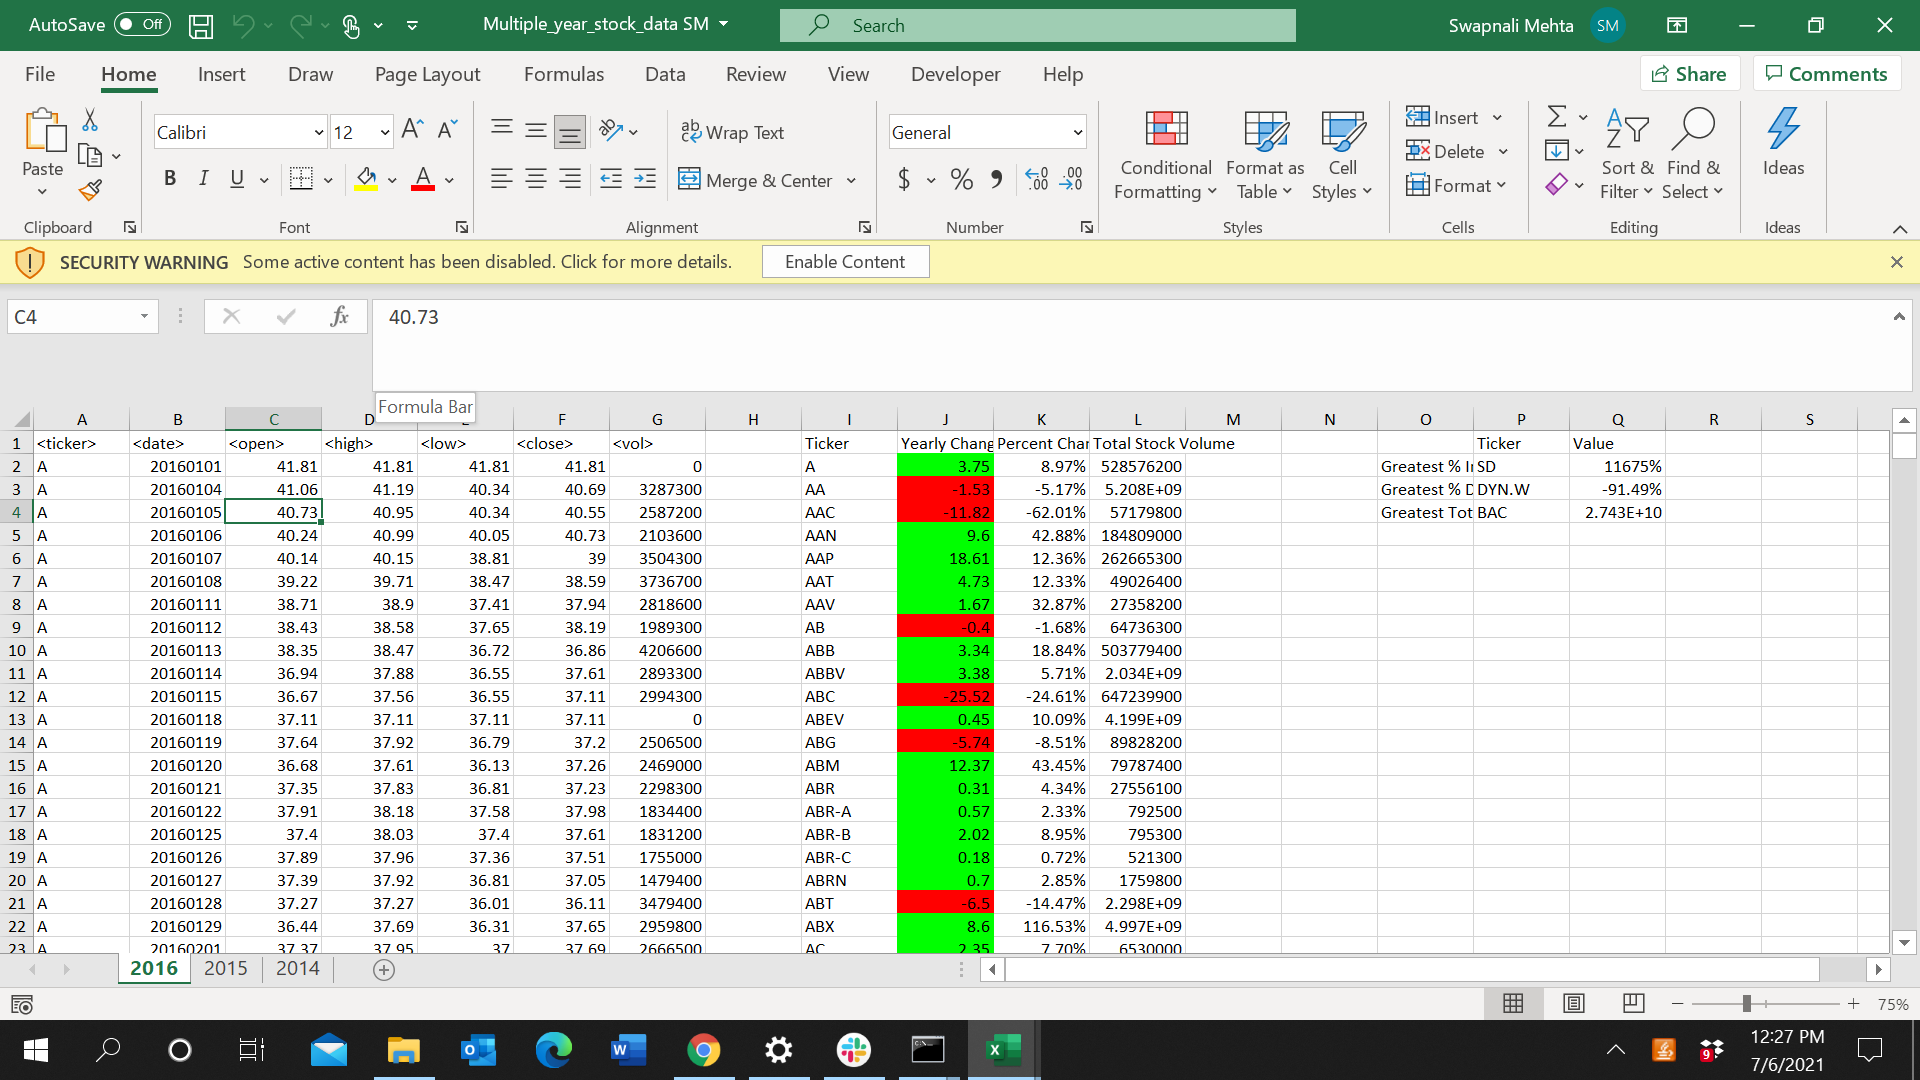 AutoSave Off Multiple_year_stock_data SM Search Swapnali Mehta SM
File Home Insert Draw Page Layout Formulas Data Review View Developer Help Share Comments
Calibri 12 Wrap Text General Insert
Paste Conditional Formatting Format as Table Cell Styles Delete Sort & Filter Find & Select Ideas
B I U Merge & Center $ % Format
Clipboard Font Alignment Number Styles Cells Editing Ideas
SECURITY WARNING Some active content has been disabled. Click for more details. Enable Content
C4 fx 40.73
Formula Bar
A B C D F G H I J K L M N O P Q R S
1 <ticker> <date> <open> <high> <low> <close> <vol> Ticker Yearly Chang Percent Char Total Stock Volume Ticker Value
2 A 20160101 41.81 41.81 41.81 41.81 0 A 3.75 8.97% 528576200 Greatest % I SD 11675%
3 A 20160104 41.06 41.19 40.34 40.69 3287300 AA -1.53 -5.17% 5.208E+09 Greatest % D DYN.W -91.49%
4 A 20160105 40.73 40.95 40.34 40.55 2587200 AAC -11.82 -62.01% 57179800 Greatest Tot BAC 2.743E+10
5 A 20160106 40.24 40.99 40.05 40.73 2103600 AAN 9.6 42.88% 184809000
6 A 20160107 40.14 40.15 38.81 39 3504300 AAP 18.61 12.36% 262665300
7 A 20160108 39.22 39.71 38.47 38.59 3736700 AAT 4.73 12.33% 49026400
8 A 20160111 38.71 38.9 37.41 37.94 2818600 AAV 1.67 32.87% 27358200
9 A 20160112 38.43 38.58 37.65 38.19 1989300 AB -0.4 -1.68% 64736300
10 A 20160113 38.35 38.47 36.72 36.86 4206600 ABB 3.34 18.84% 503779400
11 A 20160114 36.94 37.88 36.55 37.61 2893300 ABBV 3.38 5.71% 2.034E+09
12 A 20160115 36.67 37.56 36.55 37.11 2994300 ABC -25.52 -24.61% 647239900
13 A 20160118 37.11 37.11 37.11 37.11 0 ABEV 0.45 10.09% 4.199E+09
14 A 20160119 37.64 37.92 36.79 37.2 2506500 ABG -5.74 -8.51% 89828200
15 A 20160120 36.68 37.61 36.13 37.26 2469000 ABM 12.37 43.45% 79787400
16 A 20160121 37.35 37.83 36.81 37.23 2298300 ABR 0.31 4.34% 27556100
17 A 20160122 37.91 38.18 37.58 37.98 1834400 ABR-A 0.57 2.33% 792500
18 A 20160125 37.4 38.03 37.4 37.61 1831200 ABR-B 2.02 8.95% 795300
19 A 20160126 37.89 37.96 37.36 37.51 1755000 ABR-C 0.18 0.72% 521300
20 A 20160127 37.39 37.92 36.81 37.05 1479400 ABRN 0.7 2.85% 1759800
21 A 20160128 37.27 37.27 36.01 36.11 3479400 ABT -6.5 -14.47% 2.298E+09
22 A 20160129 36.44 37.69 36.31 37.65 2959800 ABX 8.6 116.53% 4.997E+09
23 A 20160201 37.37 37.95 37 37.69 2666500 AC 2.35 7.70% 6530000
2016 2015 2014
75%
12:27 PM
7/6/2021